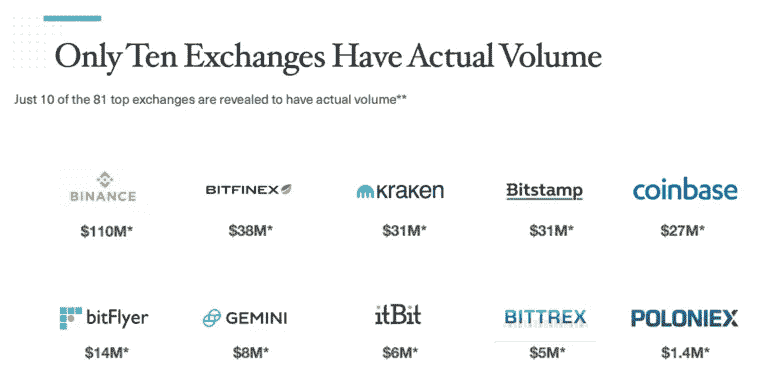 Only Ten Exchanges Have Actual Volume
Just 10 of the 81 top exchanges are revealed to have actual volume**
BINANCE BITFINEX kraken Bitstamp coinbase
$110M* $38M* $31M* $31M* $27M*
bitFlyer GEMINI itBit BITTREX POLONIEX
$14M* $8M* $6M* $5M* $1.4M*